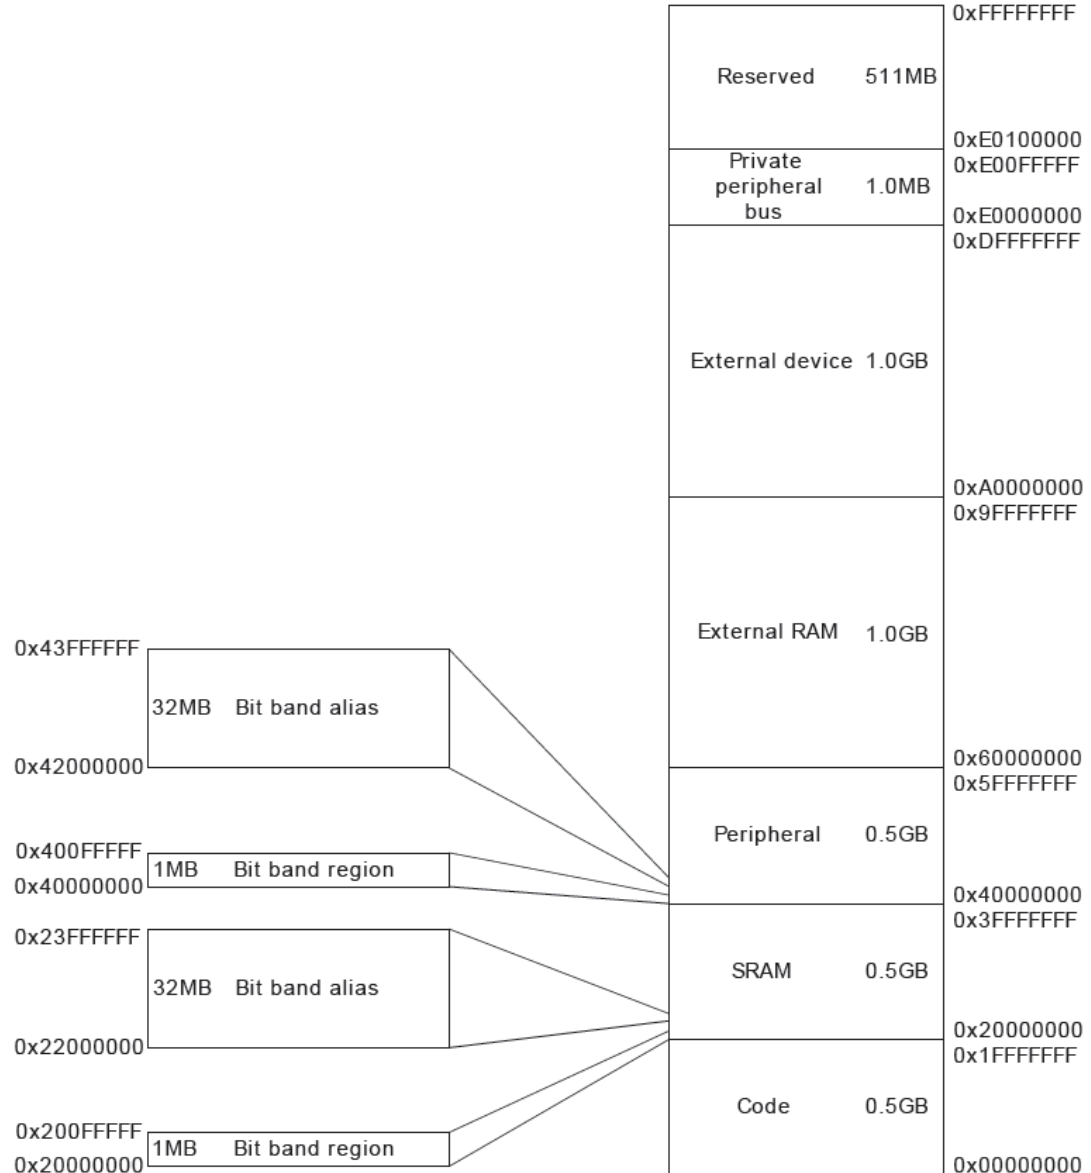 0xFFFFFFFF
Reserved 511MB
0xE0100000
Private
peripheral 1.0MB
bus
0xE00FFFFF
0xE0000000
0xDFFFFFFF
External device 1.0GB
0xA0000000
0x9FFFFFFF
External RAM 1.0GB
0x60000000
0x5FFFFFFF
Peripheral 0.5GB
0x40000000
0x3FFFFFFF
SRAM 0.5GB
0x20000000
0x1FFFFFFF
Code 0.5GB
0x00000000
0x43FFFFFF
32MB Bit band alias
0x42000000
0x400FFFFF
1MB Bit band region
0x40000000
0x23FFFFFF
32MB Bit band alias
0x22000000
0x200FFFFF
1MB Bit band region
0x20000000